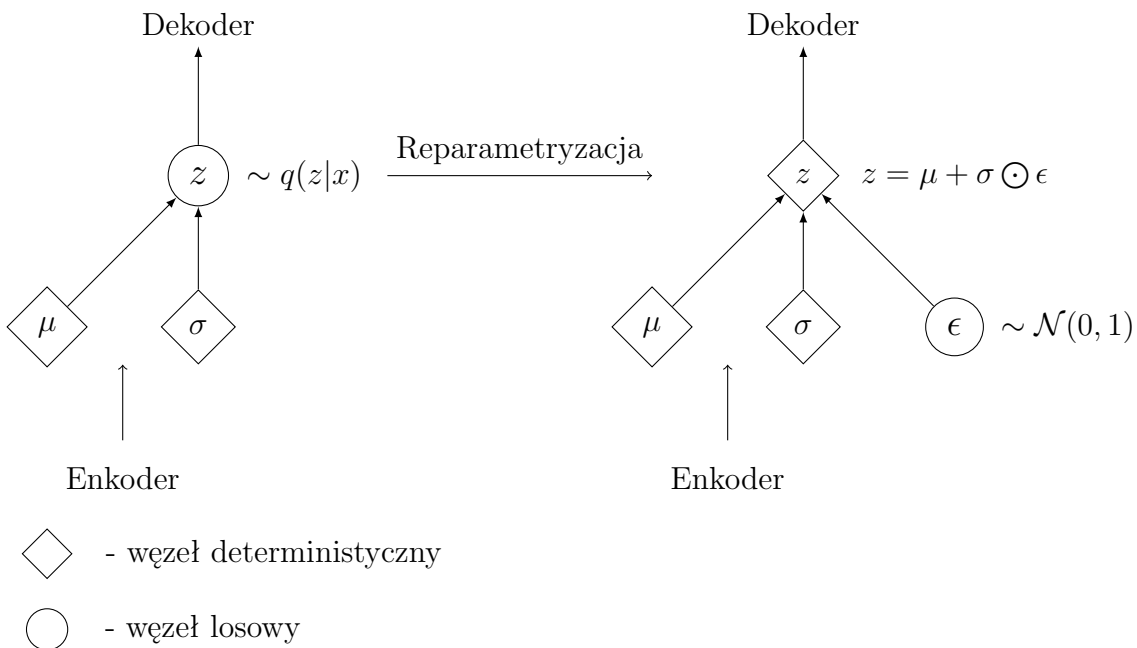 Dekoder Dekoder
Reparametryzacja
z ∼ q(z|x) z z = μ + σ ⊙ ϵ
μ σ μ σ ϵ ∼ 𝒩(0, 1)
Enkoder Enkoder
- węzeł deterministyczny
- węzeł losowy